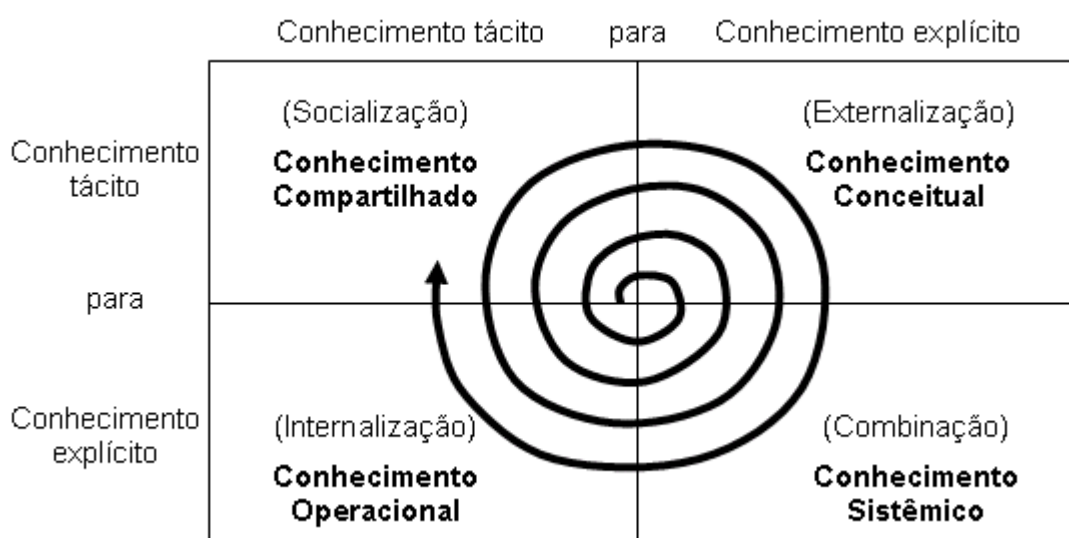 Conhecimento tácito para Conhecimento explícito
(Socialização)
Conhecimento
Compartilhado
(Externalização)
Conhecimento
Conceitual
Conhecimento
tácito
para
Conhecimento
explícito
(Internalização)
Conhecimento
Operacional
(Combinação)
Conhecimento
Sistêmico